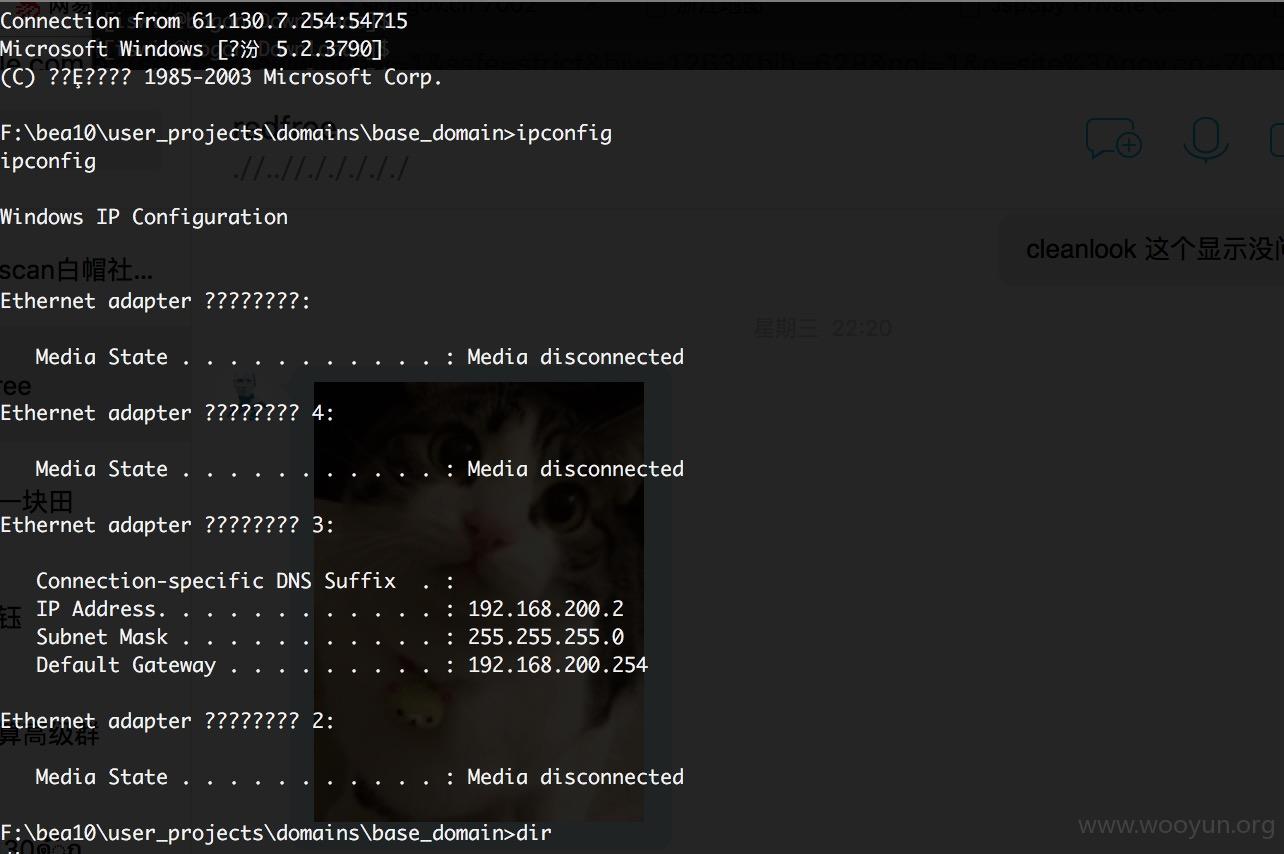 Connection from 61.130.7.254:54715
Microsoft Windows [?汾 5.2.3790]
(C) ??Ȩ???? 1985-2003 Microsoft Corp.
F:\bea10\user_projects\domains\base_domain>ipconfig
ipconfig
.//..//././././././
Windows IP Configuration
cleanlook 这个显示没问
scan白帽社...
Ethernet adapter ????????:
星期三 22:20
Media State . . . . . . . . . . . : Media disconnected
ree
Ethernet adapter ???????? 4:
Media State . . . . . . . . . . . : Media disconnected
一块田
Ethernet adapter ???????? 3:
Connection-specific DNS Suffix  . :
IP Address. . . . . . . . . . . . : 192.168.200.2
钰
Subnet Mask . . . . . . . . . . . : 255.255.255.0
Default Gateway . . . . . . . . . : 192.168.200.254
Ethernet adapter ???????? 2:
算高级群
Media State . . . . . . . . . . . : Media disconnected
F:\bea10\user_projects\domains\base_domain>dir
www.wooyun.org